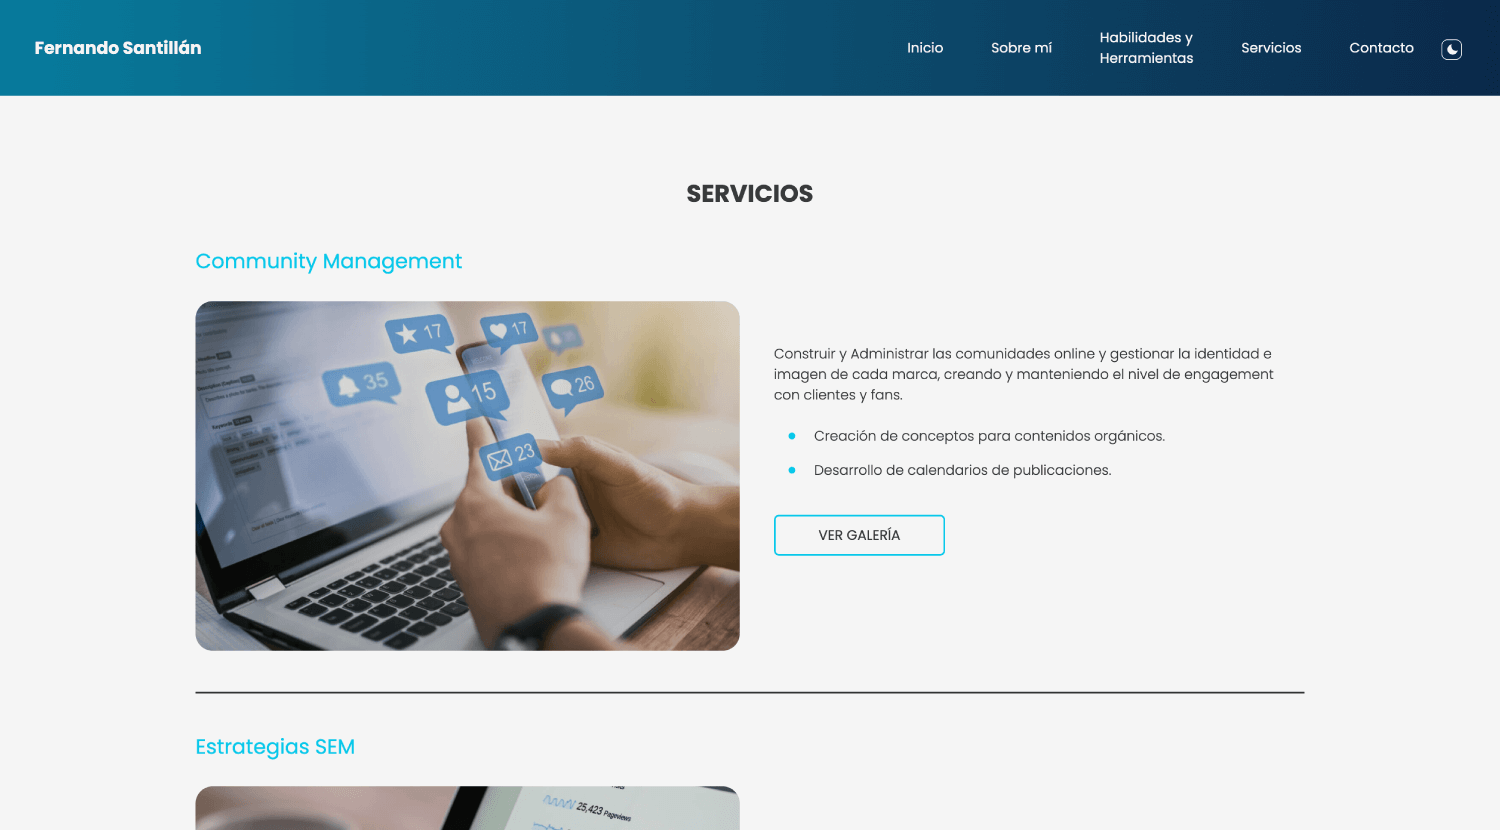 Fernando Santillán
Inicio
Sobre mí
Habilidades y
Herramientas
Servicios
Contacto
SERVICIOS
Community Management
17
17
35
15
26
23
Construir y Administrar las comunidades online y gestionar la identidad e
imagen de cada marca, creando y manteniendo el nivel de engagement
con clientes y fans.
Creación de conceptos para contenidos orgánicos.
Desarrollo de calendarios de publicaciones.
VER GALERÍA
Estrategias SEM
25,423 Pageviews